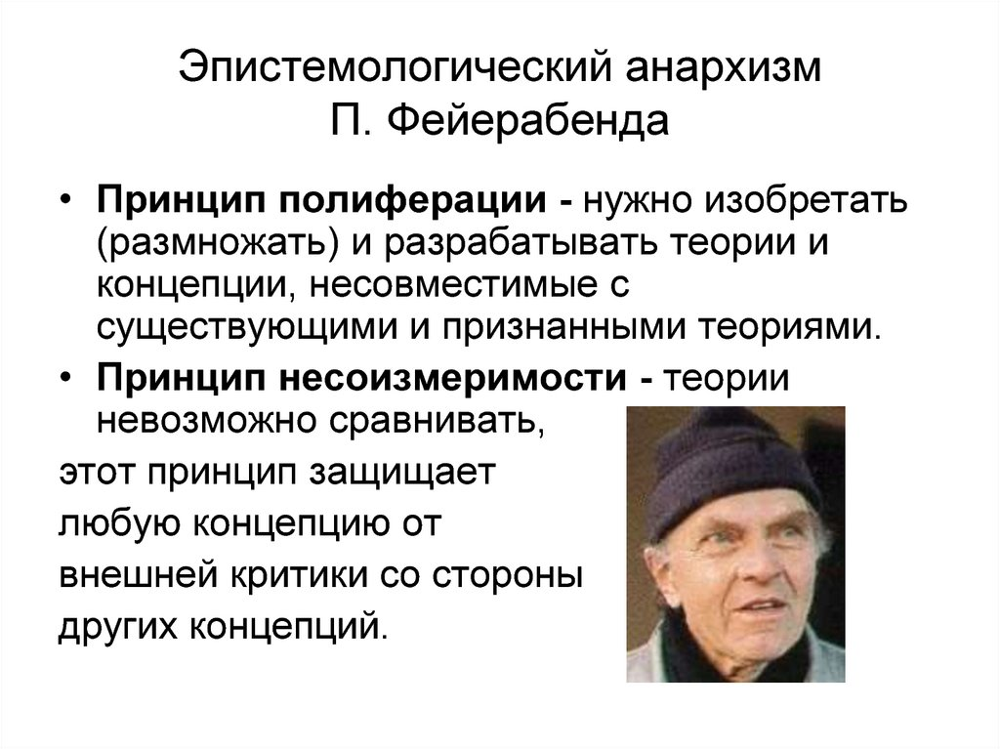 Эпистемологический анархизм
П. Фейерабенда
• Принцип полиферации - нужно изобретать
(размножать) и разрабатывать теории и
концепции, несовместимые с
существующими и признанными теориями.
• Принцип несоизмеримости - теории
невозможно сравнивать,
этот принцип защищает
любую концепцию от
внешней критики со стороны
других концепций.